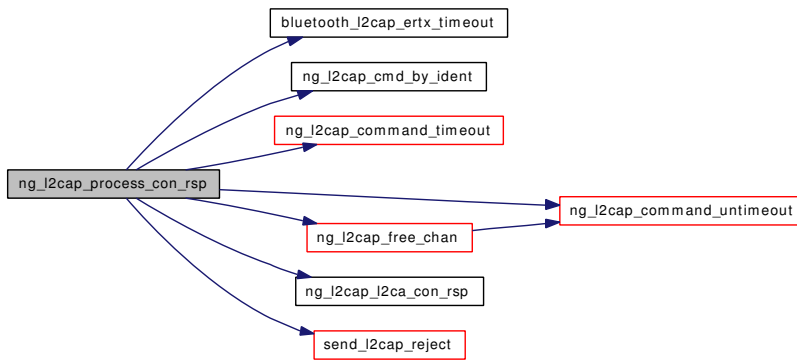 bluetooth_l2cap_ertx_timeout
ng_l2cap_cmd_by_ident
ng_l2cap_command_timeout
ng_l2cap_process_con_rsp
ng_l2cap_command_untimeout
ng_l2cap_free_chan
ng_l2cap_l2ca_con_rsp
send_l2cap_reject